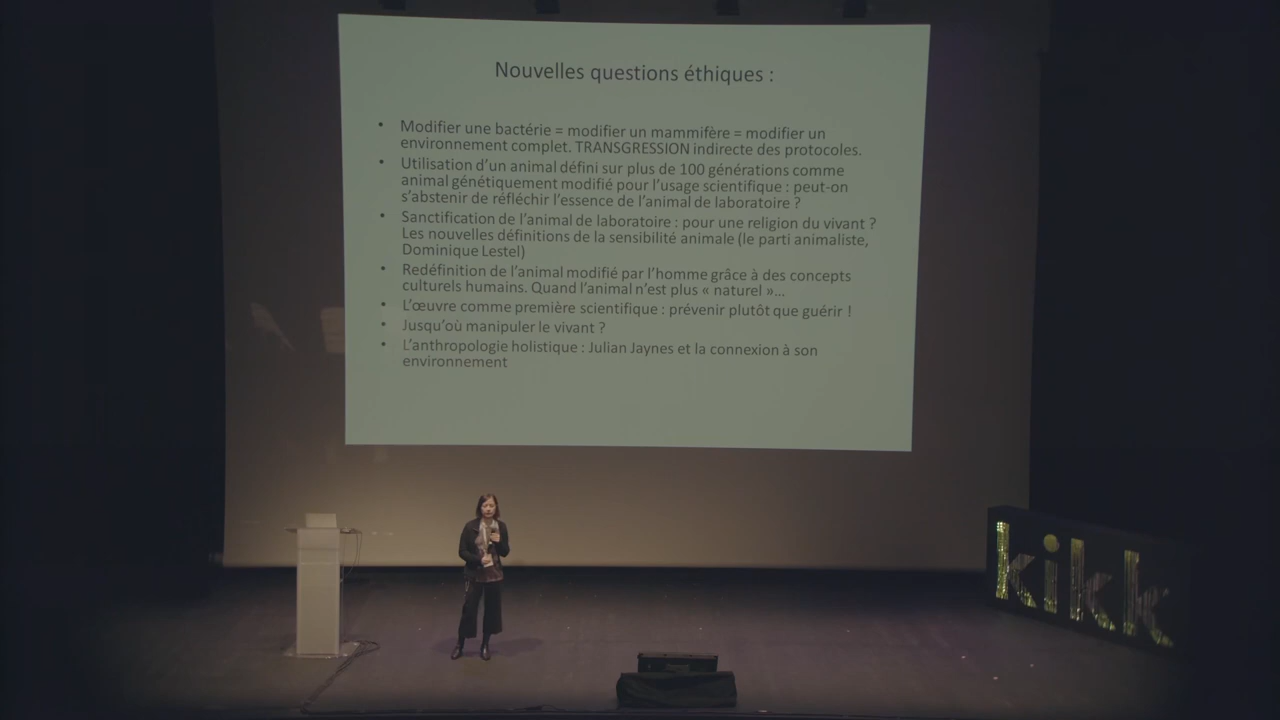 Nouvelles questions éthiques :
• Modifier une bactérie = modifier un mammifère = modifier un
environnement complet. TRANSGRESSION indirecte des protocoles.
• Utilisation d'un animal défini sur plus de 100 générations comme
animal génétiquement modifié pour l'usage scientifique : peut-on
s'abstenir de réfléchir l'essence de l'animal de laboratoire ?
• Sanctification de l'animal de laboratoire : pour une religion du vivant ?
Les nouvelles définitions de la sensibilité animale (le parti animaliste,
Dominique Lestel)
• Redéfinition de l'animal modifié par l'homme grâce à des concepts
culturels humains. Quand l'animal n'est plus « naturel »…
• L'œuvre comme première scientifique : prévenir plutôt que guérir !
• Jusqu'où manipuler le vivant ?
• L'anthropologie holistique : Julian Jaynes et la connexion à son
environnement
kikk